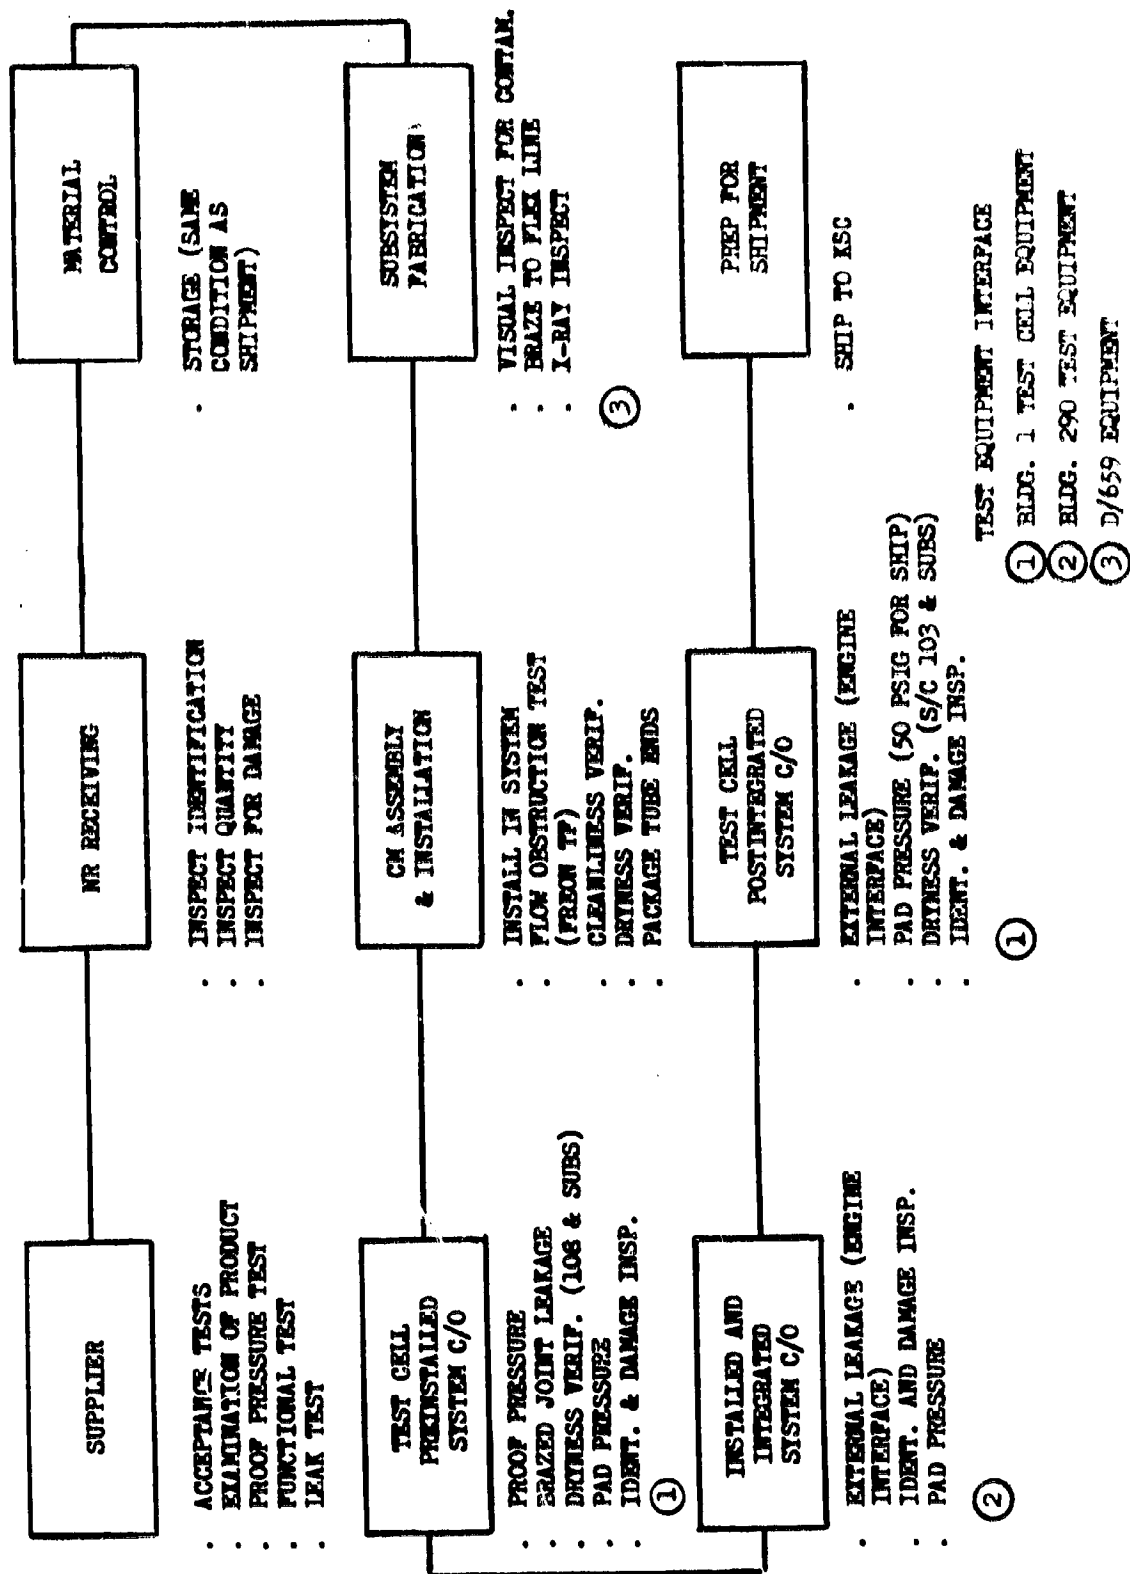 SUPPLIER
· ACCEPTANCE TESTS
· EXAMINATION OF PRODUCT
· PROOF PRESSURE TEST
· FUNCTIONAL TEST
· LEAK TEST
NR RECEIVING
· INSPECT IDENTIFICATION
· INSPECT QUANTITY
· INSPECT FOR DAMAGE
MATERIAL
CONTROL
· STORAGE (SAME
CONDITION AS
SHIPMENT)
TEST CELL
PREINSTALLED
SYSTEM C/O
· PROOF PRESSURE
· BRAZED JOINT LEAKAGE
· DRYNESS VERIF. (106 & SUBS)
· PAD PRESSURE
· IDENT. & DAMAGE INSP.
①
CM ASSEMBLY
& INSTALLATION
· INSTALL IN SYSTEM
· FLOW OBSTRUCTION TEST
(FREON TF)
· CLEANLINESS VERIF.
· DRYNESS VERIF.
· PACKAGE TUBE ENDS
SUBSYSTEM
FABRICATION
· VISUAL INSPECT FOR CONTAM.
· BRAZE TO FLEX LINE
· X-RAY INSPECT
③
INSTALLED AND
INTEGRATED
SYSTEM C/O
· EXTERNAL LEAKAGE (ENGINE
INTERFACE)
· IDENT. AND DAMAGE INSP.
· PAD PRESSURE
②
TEST CELL
POSTINTEGRATED
SYSTEM C/O
· EXTERNAL LEAKAGE (ENGINE
INTERFACE)
· PAD PRESSURE (50 PSIG FOR SHIP)
· DRYNESS VERIF. (S/C 103 & SUBS)
· IDENT. & DAMAGE INSP.
①
PREP FOR
SHIPMENT
· SHIP TO KSC
TEST EQUIPMENT INTERFACE
① BLDG. 1 TEST CELL EQUIPMENT
② BLDG. 290 TEST EQUIPMENT
③ D/659 EQUIPMENT